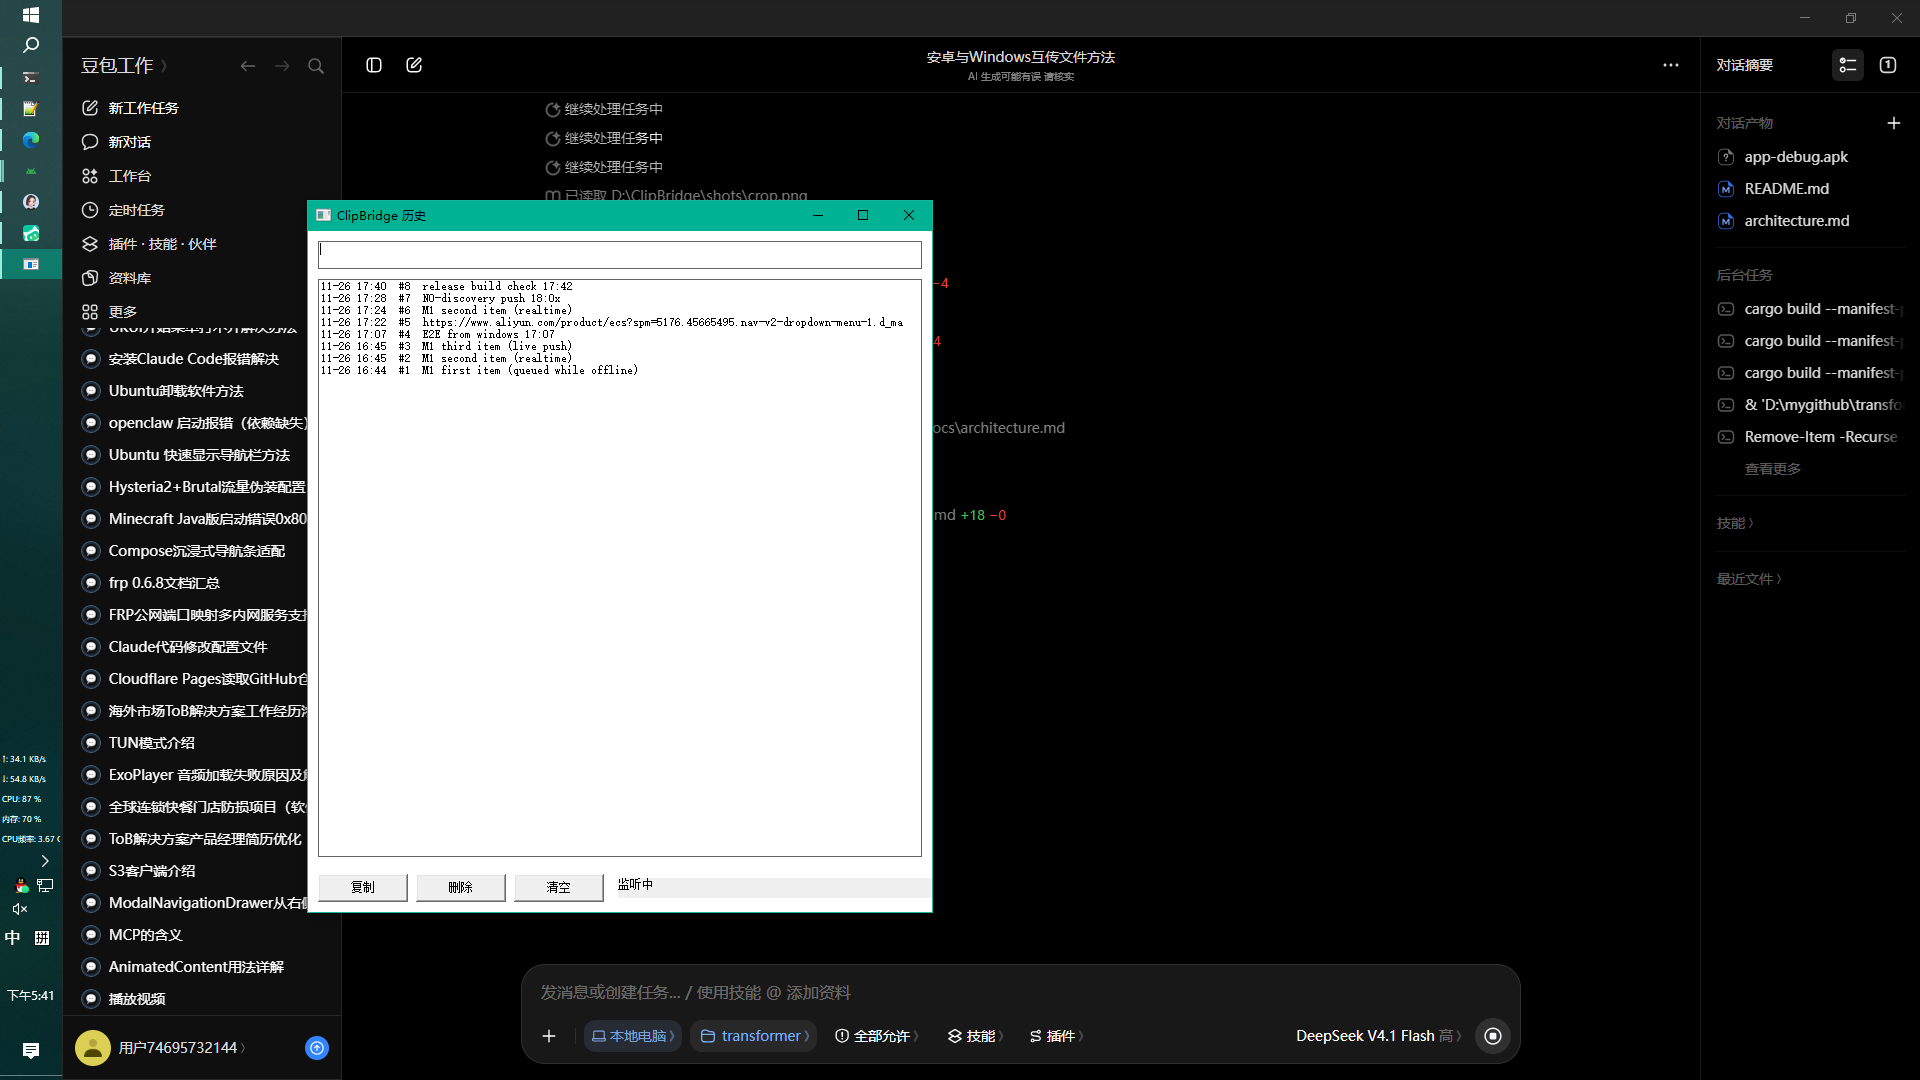 豆包工作
新工作任务
新对话
工作台
定时任务
插件 · 技能 · 伙伴
资料库
更多
安装Claude Code报错解决
Ubuntu卸载软件方法
openclaw 启动报错（依赖缺失）
Ubuntu 快速显示导航栏方法
Hysteria2+Brutal流量伪装配置
Minecraft Java版启动错误0x80
Compose沉浸式导航条适配
frp 0.6.8文档汇总
FRP公网端口映射多内网服务支
Claude代码修改配置文件
Cloudflare Pages读取GitHub
海外市场ToB解决方案工作经历
TUN模式介绍
ExoPlayer 音频加载失败原因及
全球连锁快餐门店防损项目（软
ToB解决方案产品经理简历优化
S3客户端介绍
ModalNavigationDrawer从右
MCP的含义
AnimatedContent用法详解
播放视频
用户74695732144
↑: 34.1 KB/s
↓: 54.8 KB/s
CPU: 87 %
内存: 70 %
CPU频率: 3.67
中
拼
下午5:41
安卓与Windows互传文件方法
AI 生成可能有误 请核实
继续处理任务中
继续处理任务中
继续处理任务中
已读取 D:\ClipBridge\shots\crop.png
-4
4
ocs\architecture.md
md +18 -0
ClipBridge 历史
11-26 17:40 #8 release build check 17:42
11-26 17:28 #7 NO-discovery push 18:0x
11-26 17:24 #6 M1 second item (realtime)
11-26 17:22 #5 https://www.aliyun.com/product/ecs?spm=5176.45665495.nav-v2-dropdown-menu-1.d_ma
11-26 17:07 #4 E2E from windows 17:07
11-26 16:45 #3 M1 third item (live push)
11-26 16:45 #2 M1 second item (realtime)
11-26 16:44 #1 M1 first item (queued while offline)
复制
删除
清空
监听中
发消息或创建任务... / 使用技能 @ 添加资料
本地电脑
transformer
全部允许
技能
插件
DeepSeek V4.1 Flash 高
对话摘要
1
对话产物
app-debug.apk
README.md
architecture.md
后台任务
cargo build --manifest-
cargo build --manifest-
cargo build --manifest-
& 'D:\mygithub\transfo
Remove-Item -Recurse
查看更多
技能
最近文件